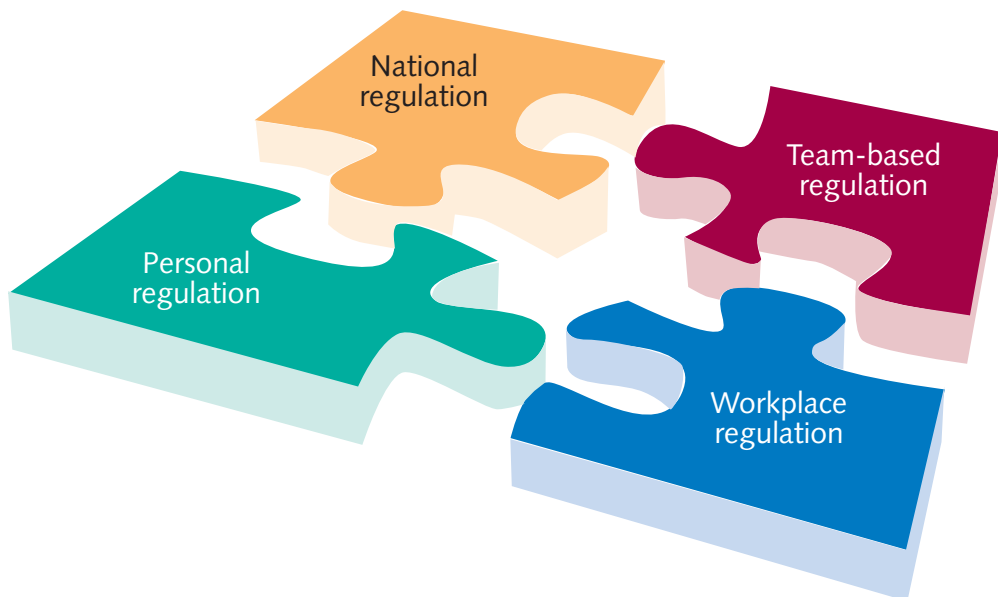 National
regulation
Team-based
regulation
Personal
regulation
Workplace
regulation